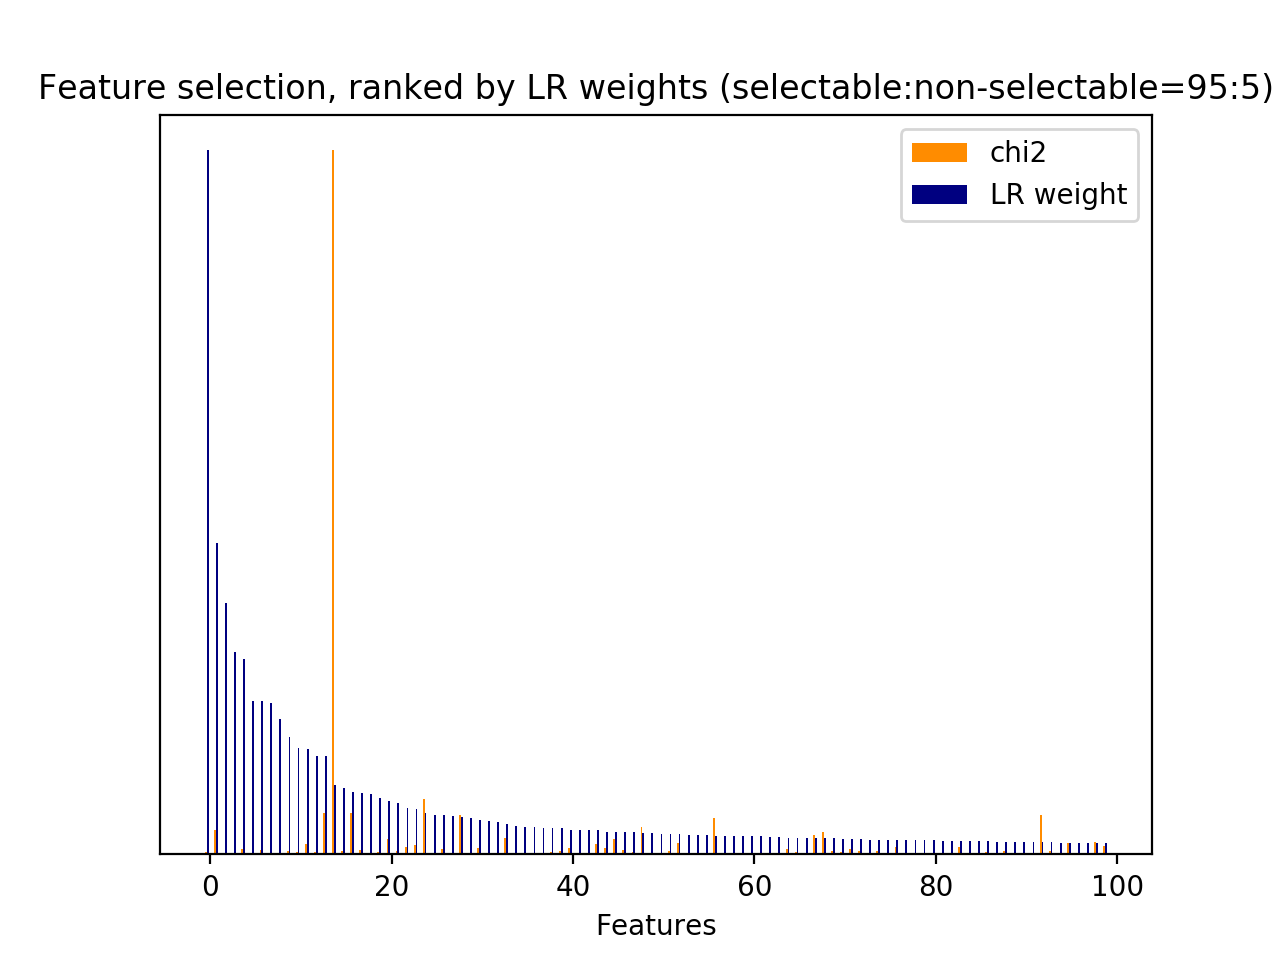 Feature selection, ranked by LR weights (selectable:non-selectable=95:5)
chi2
LR weight
0 20 40 60 80 100
Features